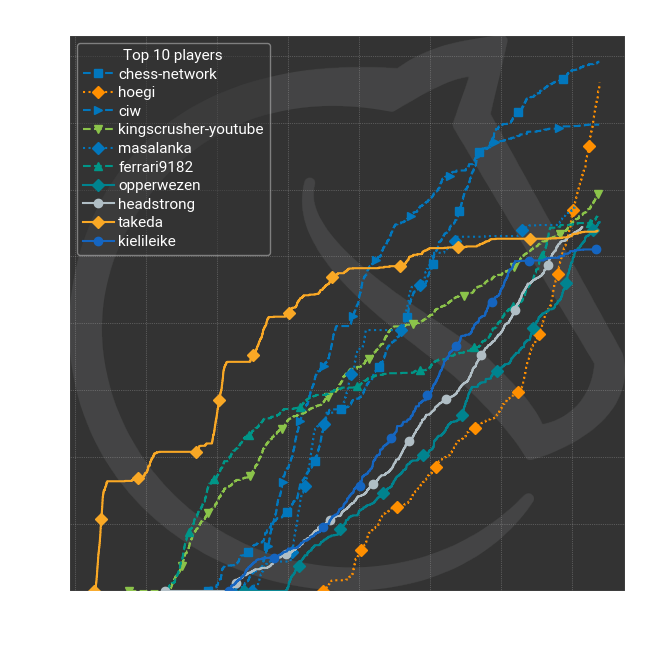 Top 10 players
chess-network
hoegi
ciw
kingscrusher-youtube
masalanka
ferrari9182
opperwezen
headstrong
takeda
kielileike